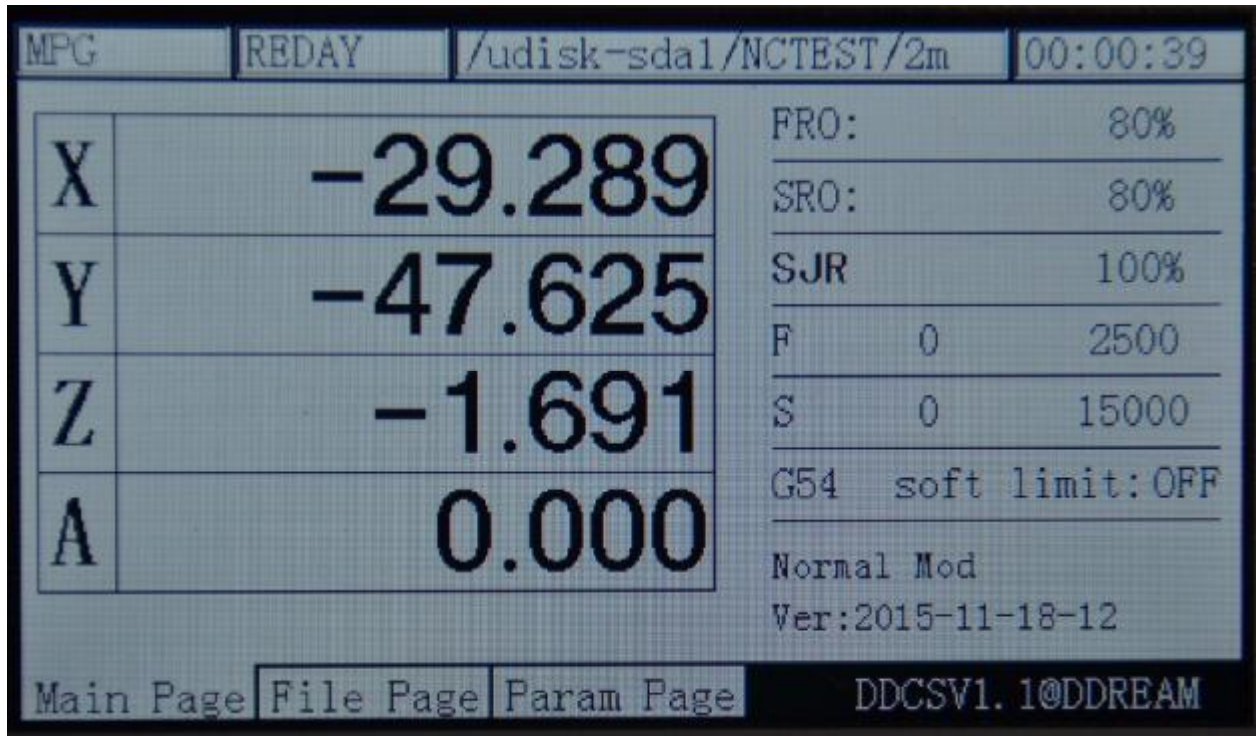 MPG REDAY /udisk-sda1/NCTEST/2m 00:00:39
X -29.289
Y -47.625
Z -1.691
A 0.000
FRO: 80%
SRO: 80%
SJR 100%
F 0 2500
S 0 15000
G54 soft limit:OFF
Normal Mod
Ver:2015-11-18-12
Main Page File Page Param Page DDCSV1.1@DDREAM